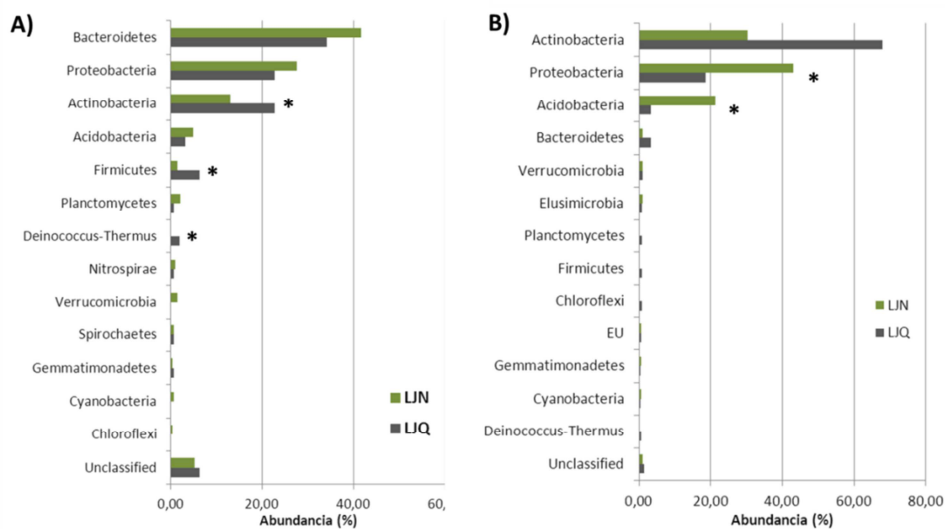 A)
Bacteroidetes
Proteobacteria
Actinobacteria *
Acidobacteria
Firmicutes *
Planctomycetes
Deinococcus-Thermus *
Nitrospirae
Verrucomicrobia
Spirochaetes
Gemmatimonadetes
Cyanobacteria
Chloroflexi
Unclassified
LJN
LJQ
0,00 20,00 40,00 60,
Abundancia (%)
B)
Actinobacteria
Proteobacteria *
Acidobacteria *
Bacteroidetes
Verrucomicrobia
Elusimicrobia
Planctomycetes
Firmicutes
Chloroflexi
EU
Gemmatimonadetes
Cyanobacteria
Deinococcus-Thermus
Unclassified
LJN
LJQ
0,00 20,00 40,00 60,00 80,00
Abundancia (%)